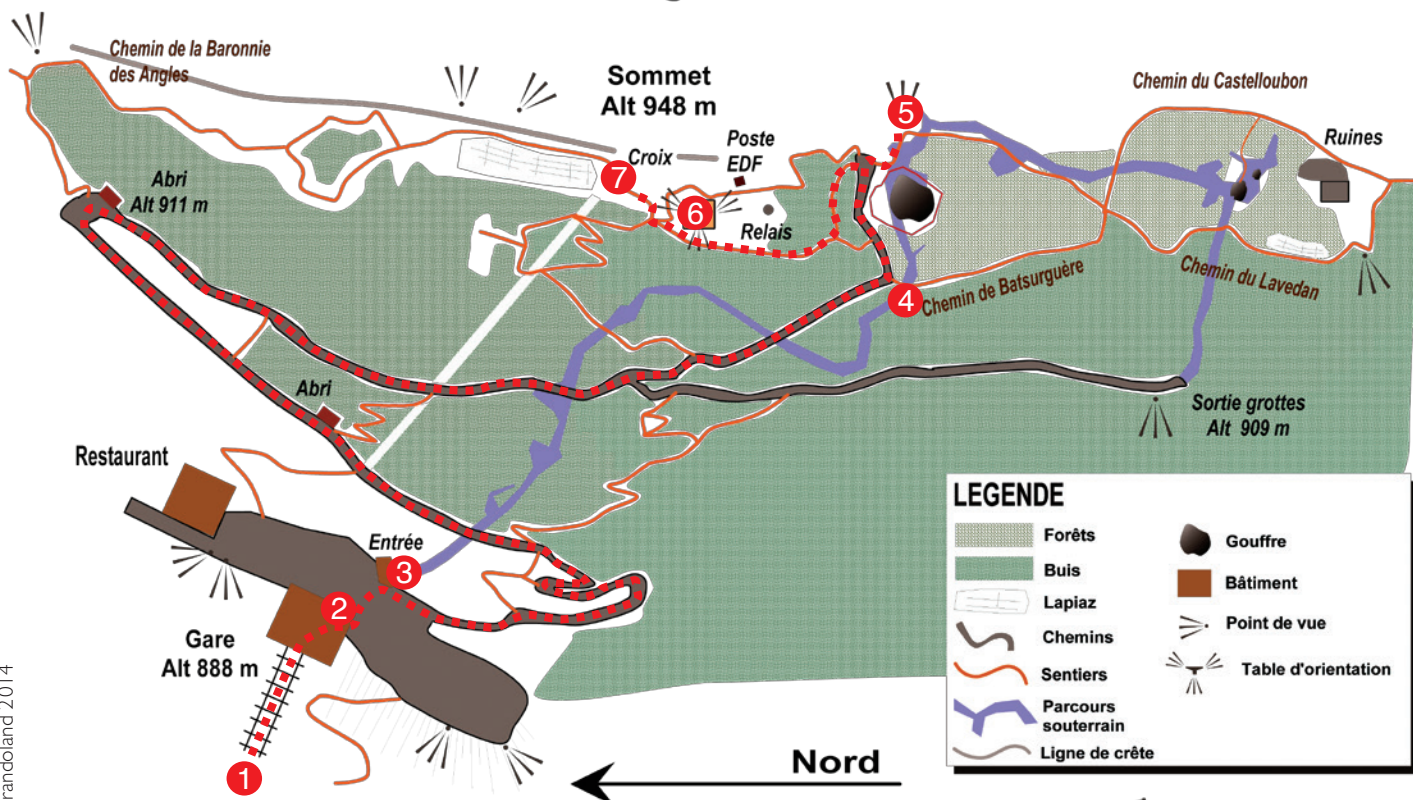 Chemin de la Baronnie
des Angles
Sommet
Alt 948 m
Chemin du Castelloubon
5
Poste
EDF
Ruines
Croix
7
Abri
Alt 911 m
6
Relais
4
Chemin de Batsurguère
Chemin du Lavedan
Abri
Sortie grottes
Alt 909 m
Restaurant
Entrée
3
2
Gare
Alt 888 m
1
LEGENDE
Forêts
Buis
Lapiaz
Chemins
Sentiers
Parcours
souterrain
Ligne de crête
Gouffre
Bâtiment
Point de vue
Table d'orientation
Nord
randoland 2014